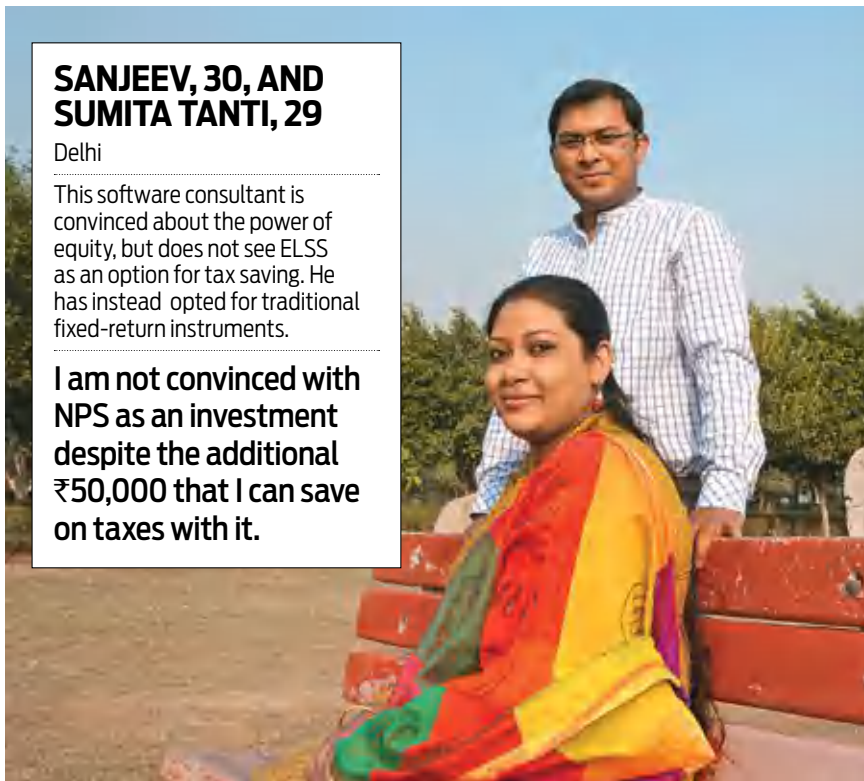 SANJEEV, 30, AND
SUMITA TANTI, 29
Delhi
This software consultant is
convinced about the power of
equity, but does not see ELSS
as an option for tax saving. He
has instead opted for traditional
fixed-return instruments.
I am not convinced with
NPS as an investment
despite the additional
₹50,000 that I can save
on taxes with it.